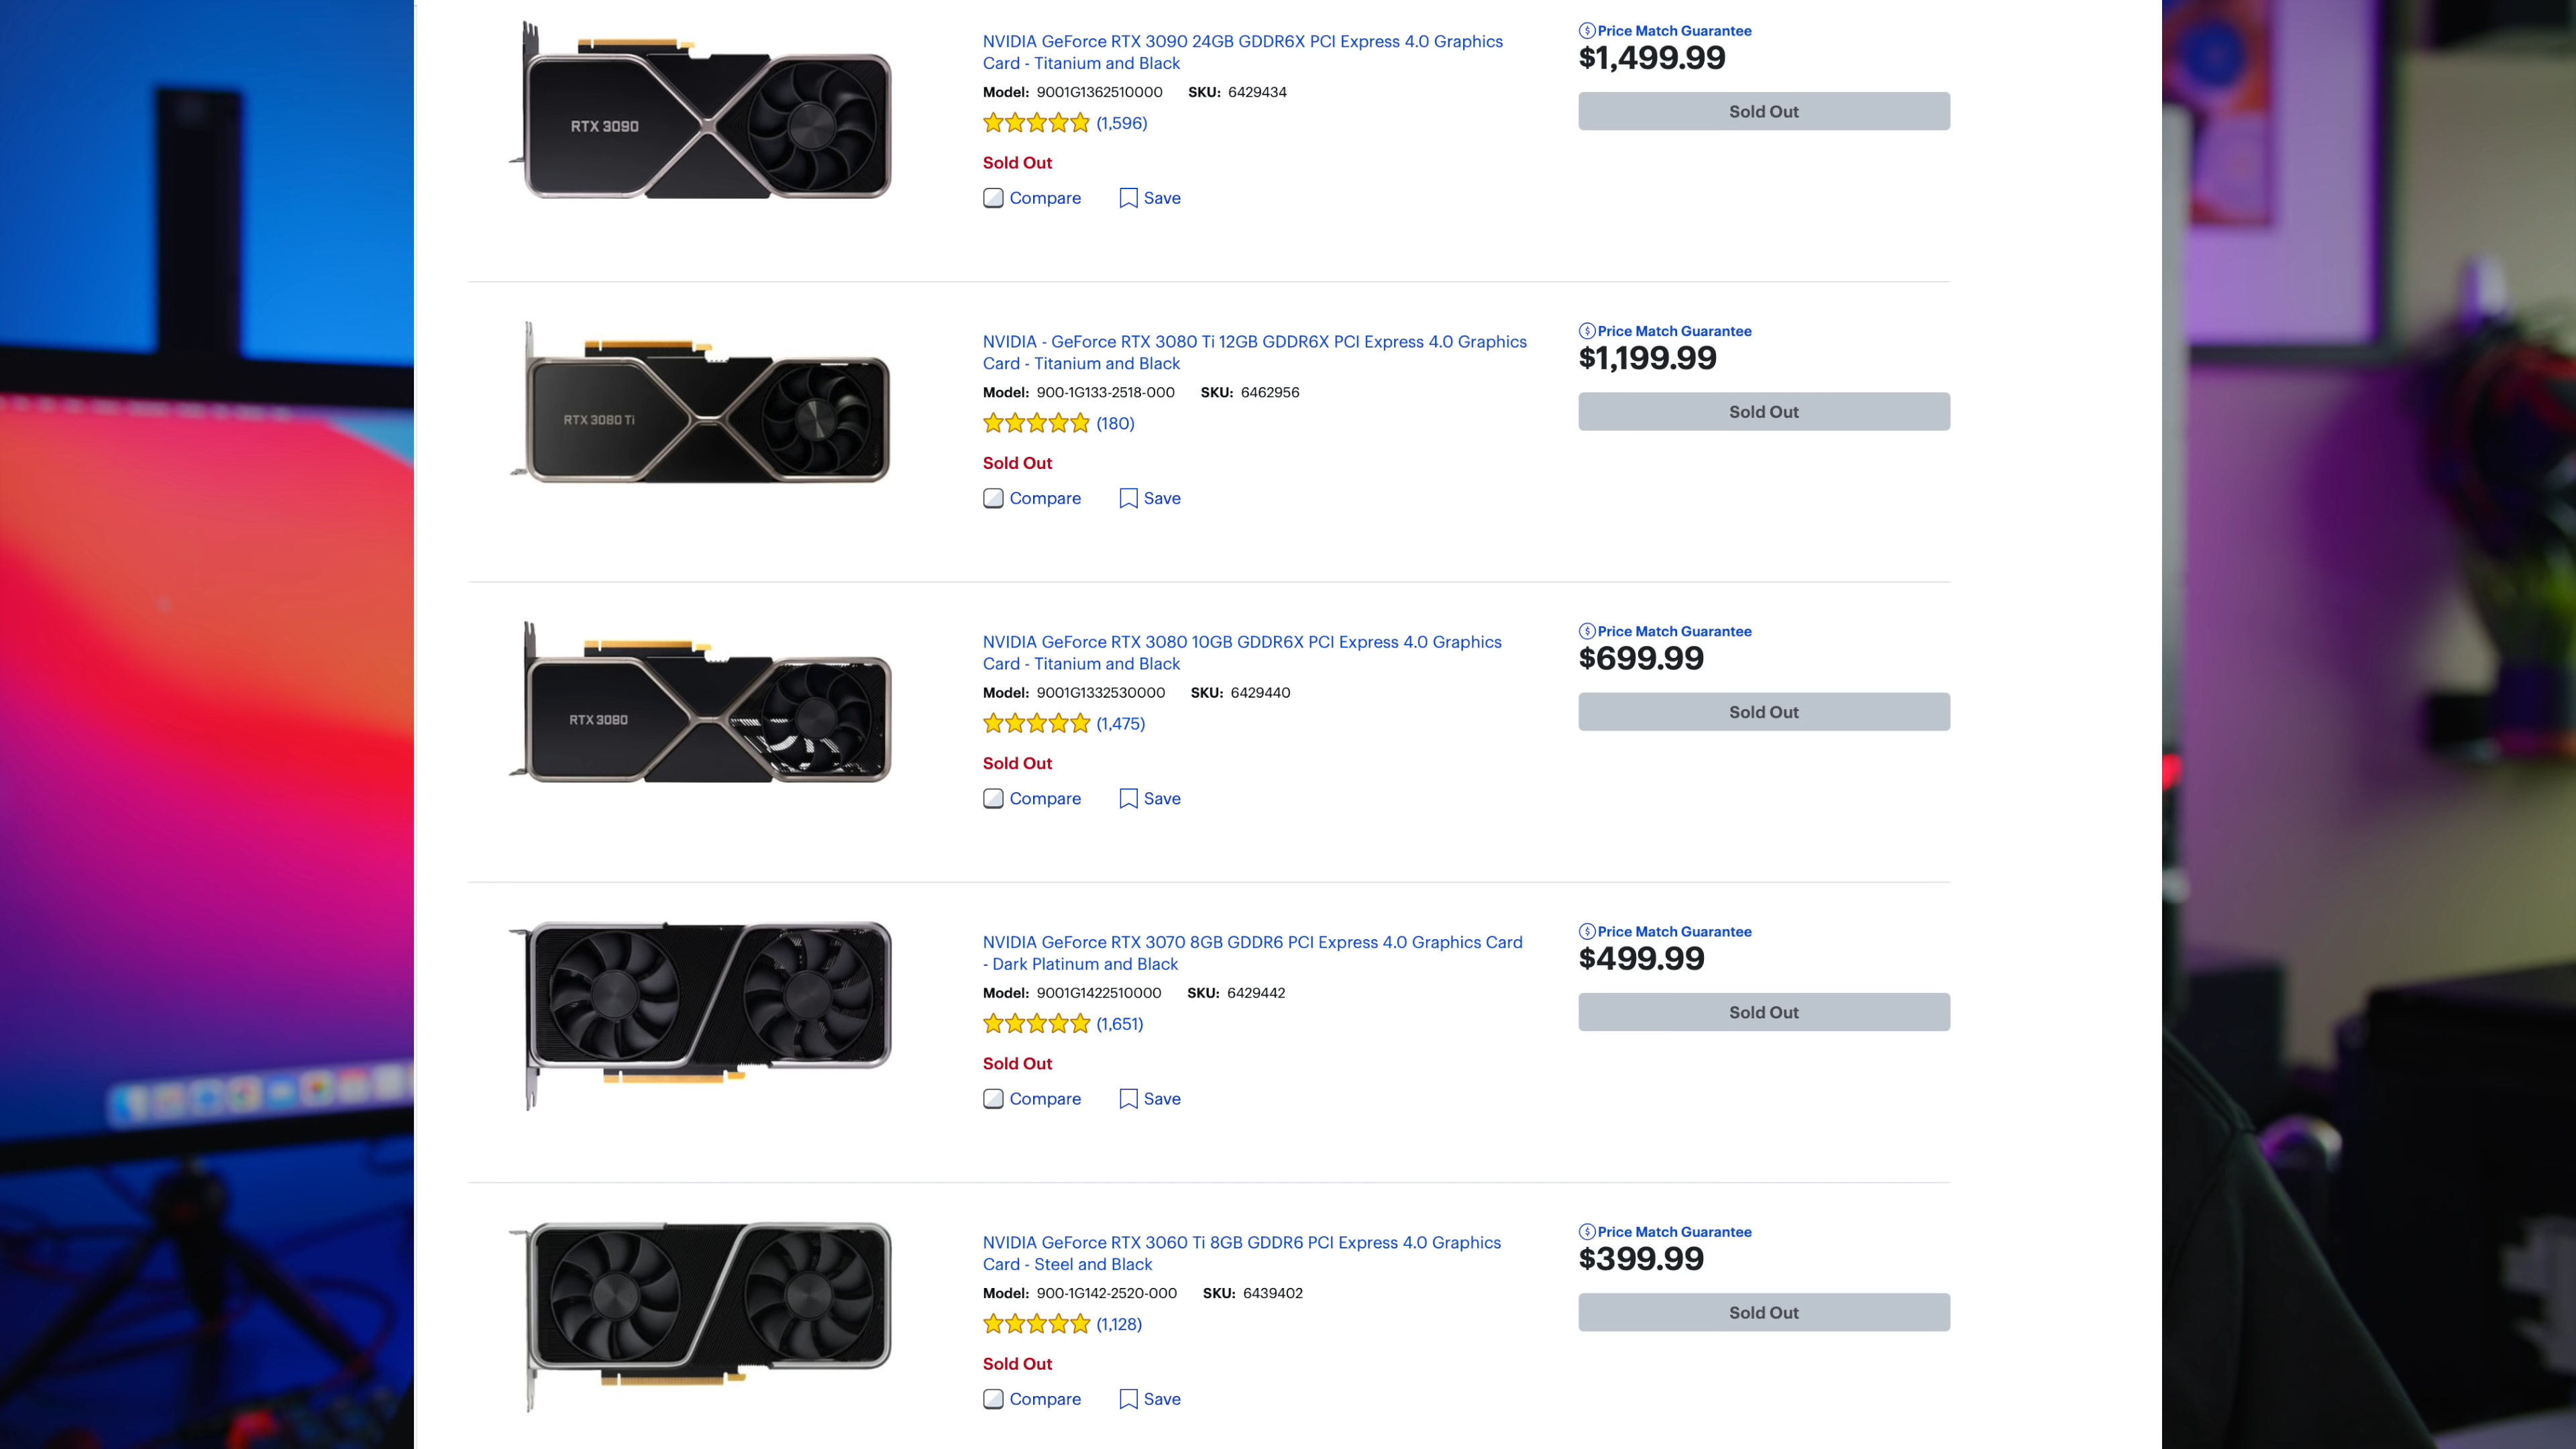 RTX 3090
NVIDIA GeForce RTX 3090 24GB GDDR6X PCI Express 4.0 Graphics
Card - Titanium and Black
Model: 9001G1362510000 SKU: 6429434
(1,596)
Sold Out
Compare Save
Price Match Guarantee
$1,499.99
Sold Out
RTX 3080 Ti
NVIDIA - GeForce RTX 3080 Ti 12GB GDDR6X PCI Express 4.0 Graphics
Card - Titanium and Black
Model: 900-1G133-2518-000 SKU: 6462956
(180)
Sold Out
Compare Save
Price Match Guarantee
$1,199.99
Sold Out
RTX 3080
NVIDIA GeForce RTX 3080 10GB GDDR6X PCI Express 4.0 Graphics
Card - Titanium and Black
Model: 9001G1332530000 SKU: 6429440
(1,475)
Sold Out
Compare Save
Price Match Guarantee
$699.99
Sold Out
NVIDIA GeForce RTX 3070 8GB GDDR6 PCI Express 4.0 Graphics Card
- Dark Platinum and Black
Model: 9001G1422510000 SKU: 6429442
(1,651)
Sold Out
Compare Save
Price Match Guarantee
$499.99
Sold Out
NVIDIA GeForce RTX 3060 Ti 8GB GDDR6 PCI Express 4.0 Graphics
Card - Steel and Black
Model: 900-1G142-2520-000 SKU: 6439402
(1,128)
Sold Out
Compare Save
Price Match Guarantee
$399.99
Sold Out